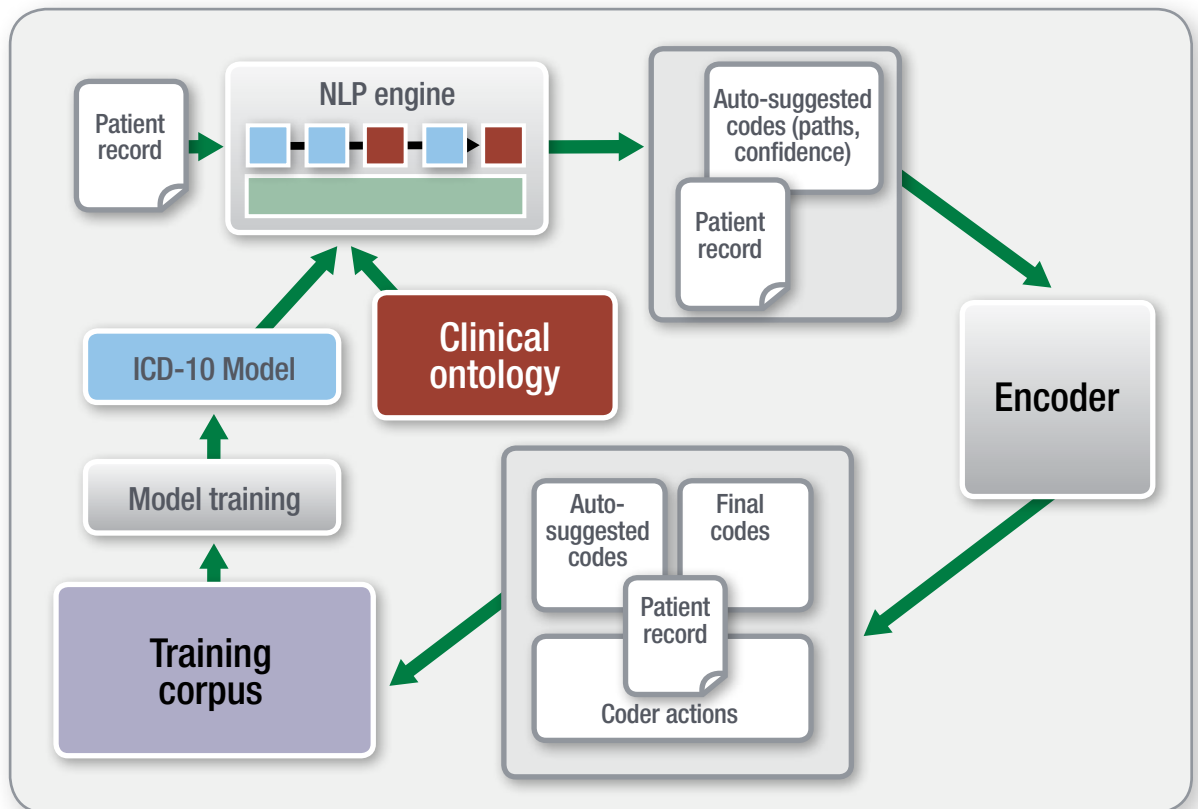 Patient
record
NLP engine
Auto-suggested
codes (paths,
confidence)
Patient
record
ICD-10 Model
Clinical
ontology
Encoder
Model training
Auto-
suggested
codes
Final
codes
Patient
record
Coder actions
Training
corpus